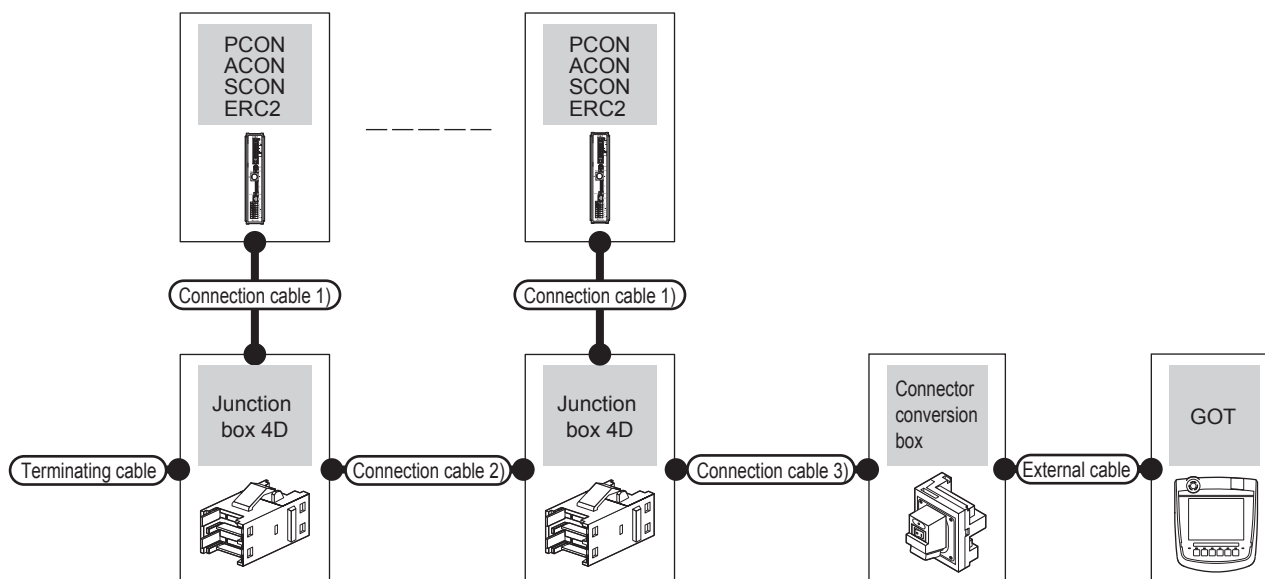 PCON
ACON
SCON
ERC2
PCON
ACON
SCON
ERC2
Connection cable 1)
Connection cable 1)
Junction
box 4D
Junction
box 4D
Connector
conversion
box
GOT
Terminating cable
Connection cable 2)
Connection cable 3)
External cable